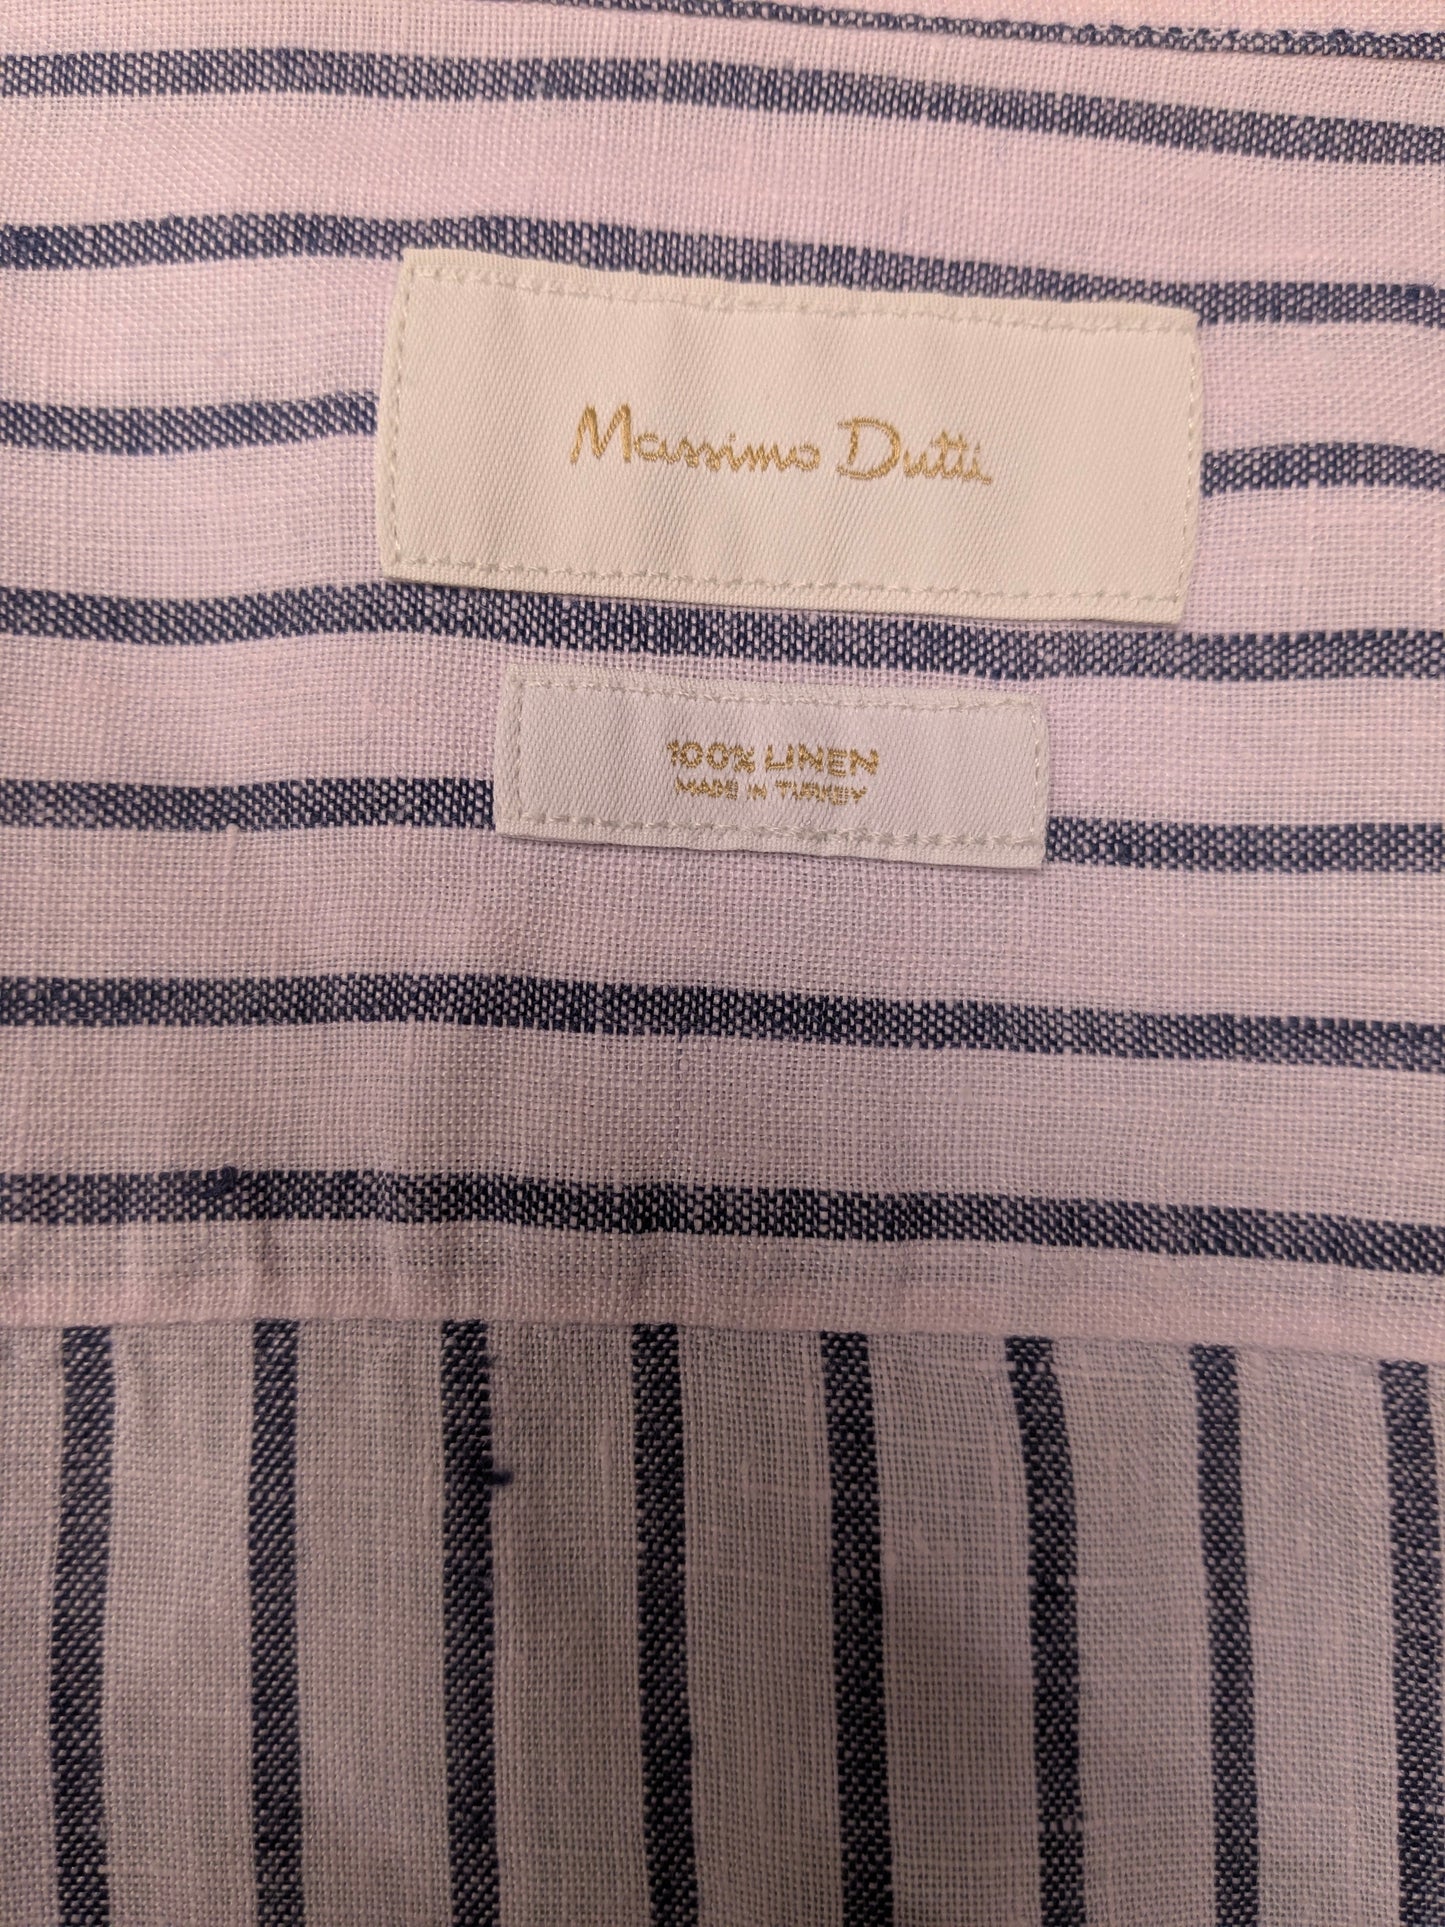 Massimo Dutti
100% LINEN
MADE IN TURKEY